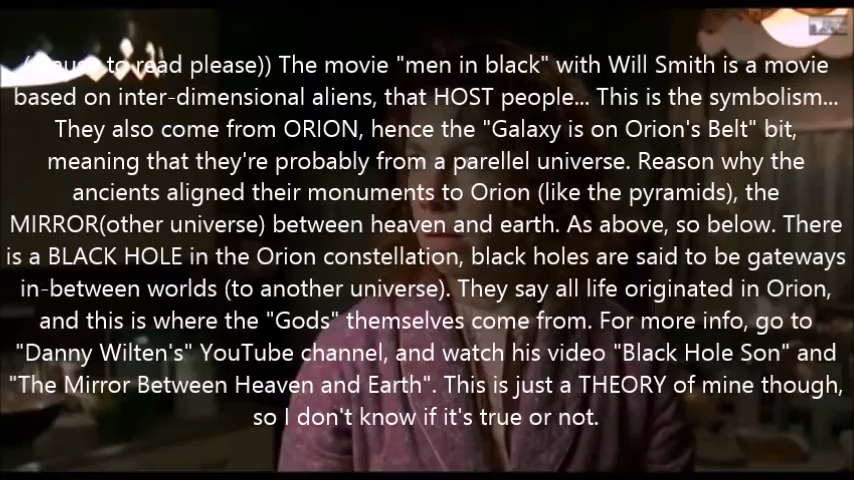 to read please)) The movie "men in black" with Will Smith is a movie
based on inter-dimensional aliens, that HOST people... This is the symbolism...
They also come from ORION, hence the "Galaxy is on Orion's Belt" bit,
meaning that they're probably from a parellel universe. Reason why the
ancients aligned their monuments to Orion (like the pyramids), the
MIRROR(other universe) between heaven and earth. As above, so below. There
is a BLACK HOLE in the Orion constellation, black holes are said to be gateways
in-between worlds (to another universe). They say all life originated in Orion,
and this is where the "Gods" themselves come from. For more info, go to
"Danny Wilten's" YouTube channel, and watch his video "Black Hole Son" and
"The Mirror Between Heaven and Earth". This is just a THEORY of mine though,
so I don't know if it's true or not.